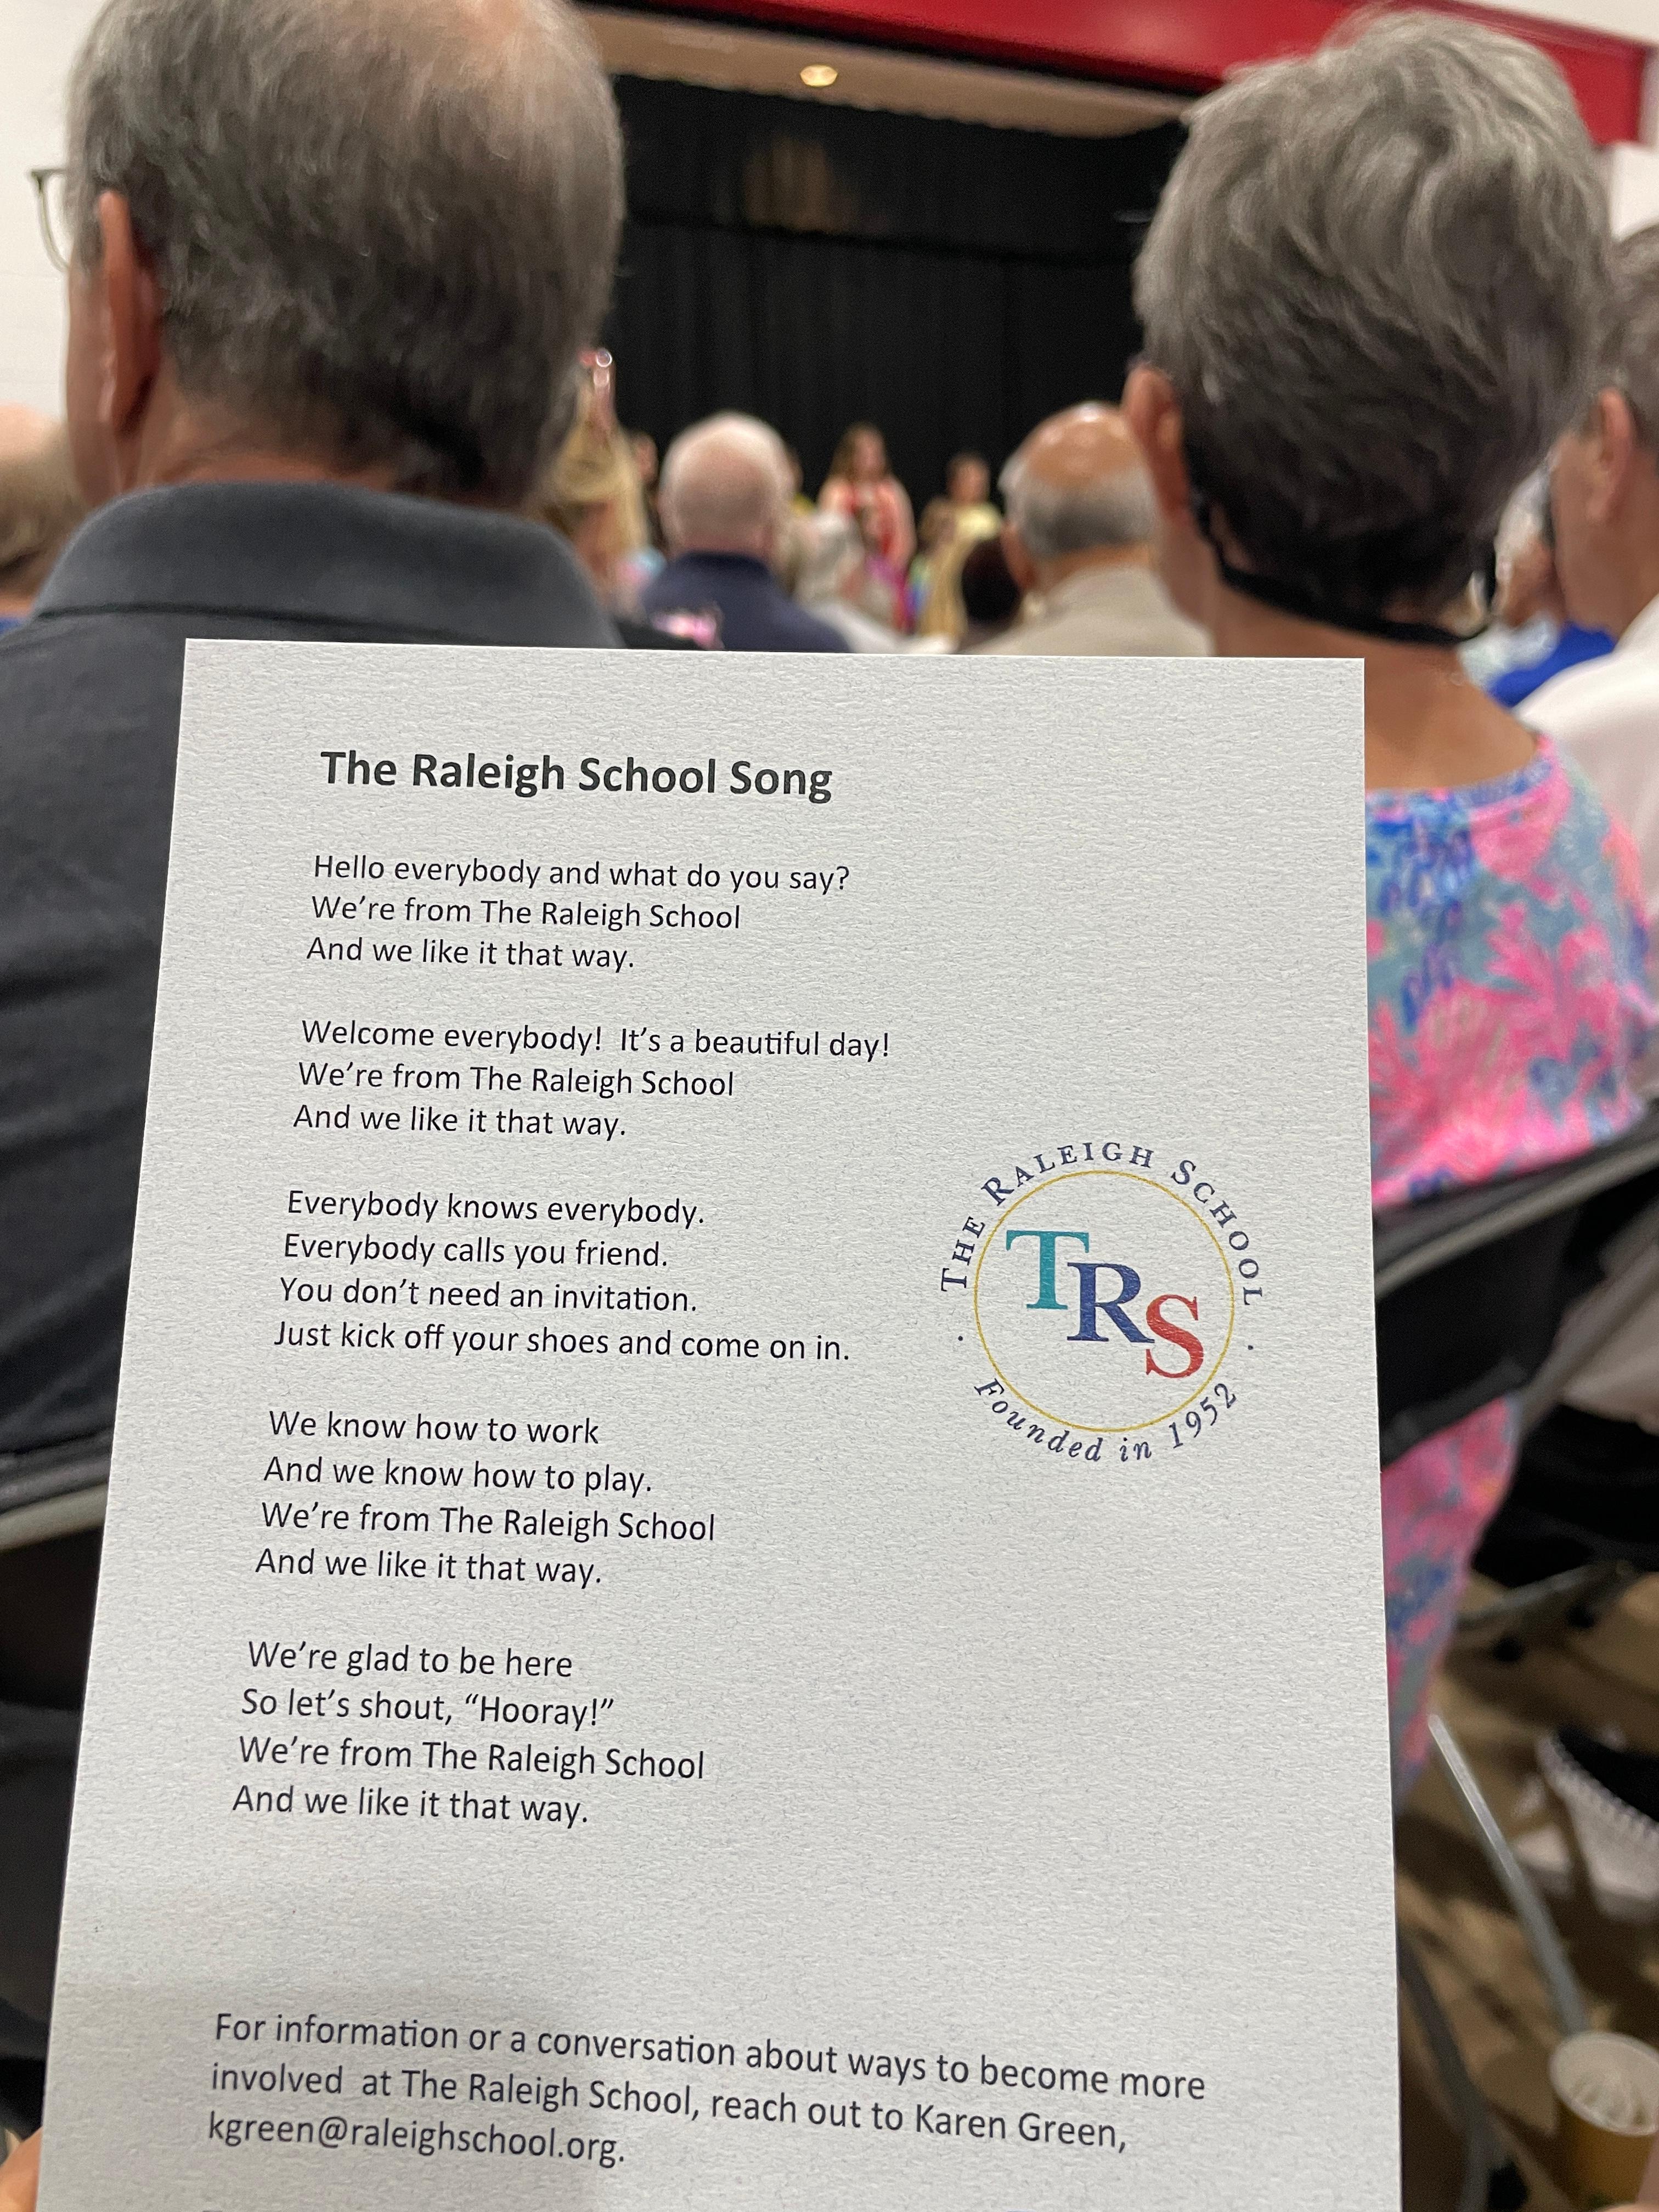 The Raleigh School Song
Hello everybody and what do you say?
We're from The Raleigh School
And we like it that way.
Welcome everybody!  It's a beautiful day!
We're from The Raleigh School
And we like it that way.
Everybody knows everybody.
Everybody calls you friend.
You don't need an invitation.
Just kick off your shoes and come on in.
We know how to work
And we know how to play.
We're from The Raleigh School
And we like it that way.
We're glad to be here
So let's shout, “Hooray!”
We're from The Raleigh School
And we like it that way.
THE RALEIGH SCHOOL
TRS
· Founded in 1952 ·
For information or a conversation about ways to become more
involved  at The Raleigh School, reach out to Karen Green,
kgreen@raleighschool.org.